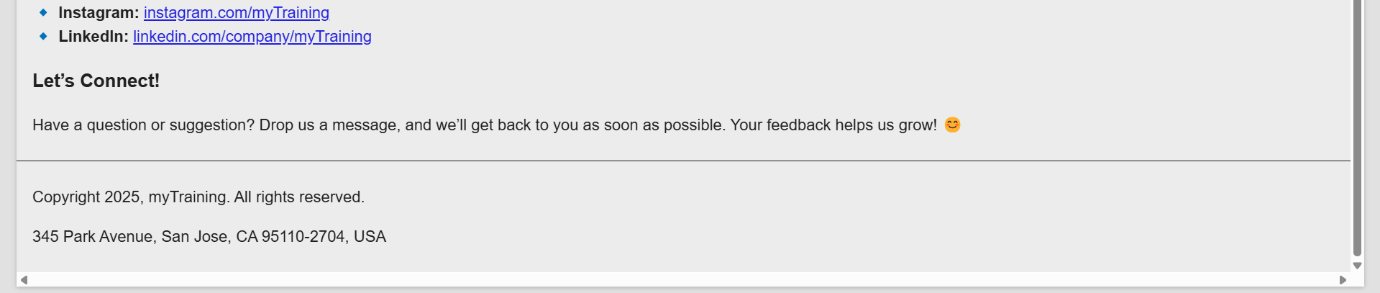 🔹 Instagram: instagram.com/myTraining
🔹 LinkedIn: linkedin.com/company/myTraining
Let’s Connect!
Have a question or suggestion? Drop us a message, and we’ll get back to you as soon as possible. Your feedback helps us grow! 😊
Copyright 2025, myTraining. All rights reserved.
345 Park Avenue, San Jose, CA 95110-2704, USA